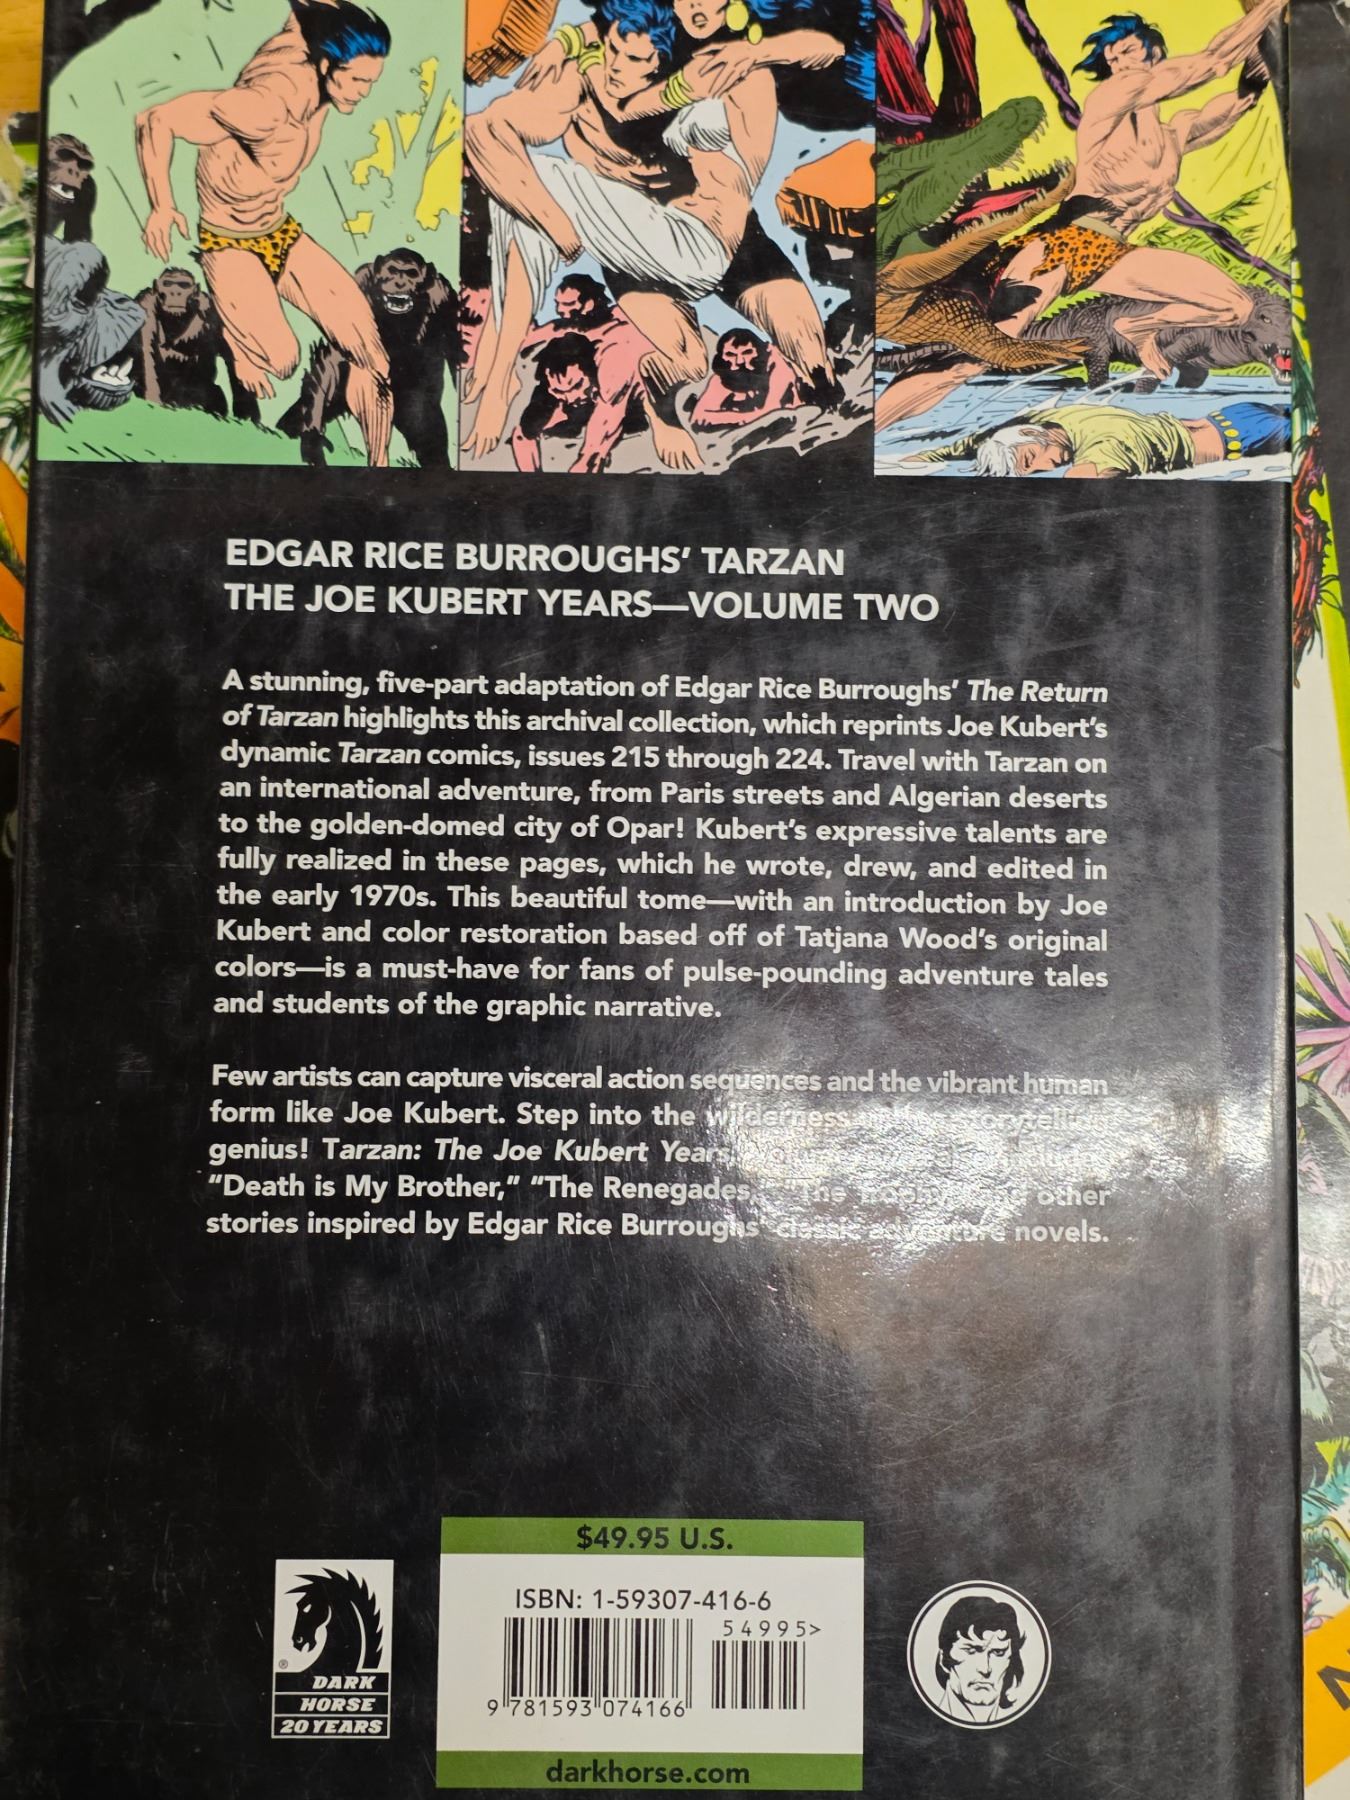 EDGAR RICE BURROUGHS' TARZAN
THE JOE KUBERT YEARS—VOLUME TWO
A stunning, five-part adaptation of Edgar Rice Burroughs' The Return
of Tarzan highlights this archival collection, which reprints Joe Kubert's
dynamic Tarzan comics, issues 215 through 224. Travel with Tarzan on
an international adventure, from Paris streets and Algerian deserts
to the golden-domed city of Opar! Kubert's expressive talents are
fully realized in these pages, which he wrote, drew, and edited in
the early 1970s. This beautiful tome—with an introduction by Joe
Kubert and color restoration based off of Tatjana Wood's original
colors—is a must-have for fans of pulse-pounding adventure tales
and students of the graphic narrative.
Few artists can capture visceral action sequences and the vibrant human
form like Joe Kubert. Step into the wilderness
genius! Tarzan: The Joe Kubert Years,
“Death is My Brother,” “The Renegades,” “The and other
stories inspired by Edgar Rice Burroughs' classic adventure novels.
$49.95 U.S.
ISBN: 1-59307-416-6
54995>
9 781593 074166
DARK
HORSE
20 YEARS
®
darkhorse.com